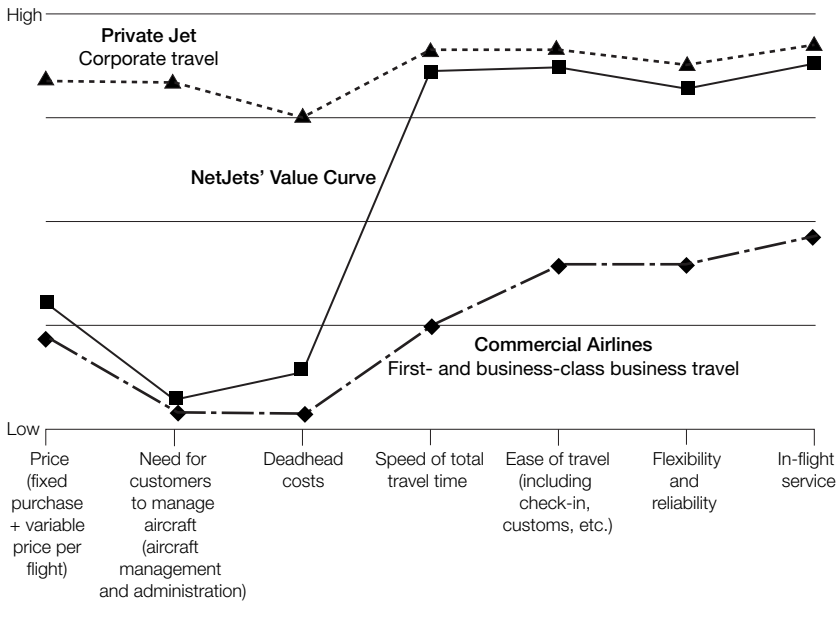 High
Private Jet
Corporate travel
NetJets’ Value Curve
Commercial Airlines
First- and business-class business travel
Low
Price
(fixed
purchase
+ variable
price per
flight)
Need for
customers
to manage
aircraft
(aircraft
management
and administration)
Deadhead
costs
Speed of total
travel time
Ease of travel
(including
check-in,
customs, etc.)
Flexibility
and
reliability
In-flight
service